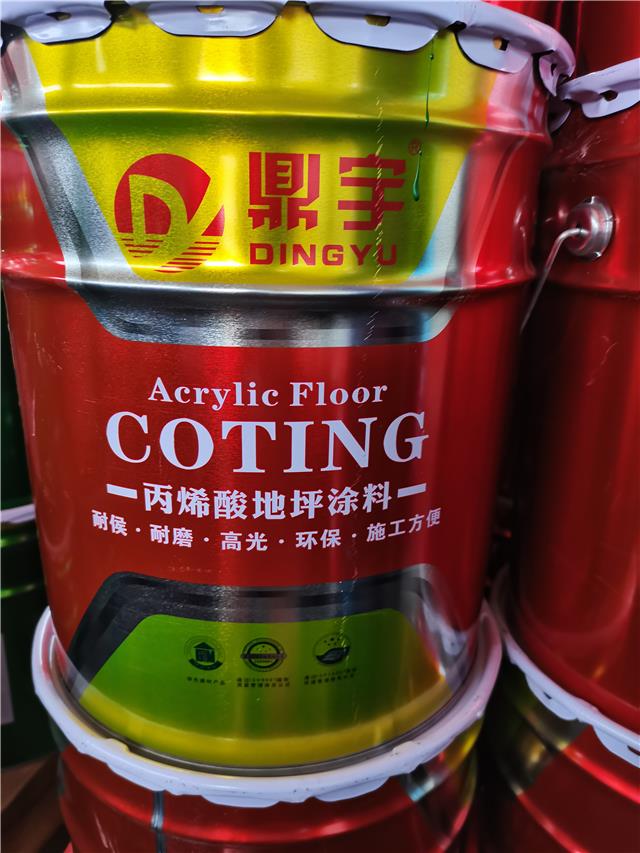 鼎宇®
DINGYU
Acrylic Floor
COTING
丙烯酸地坪涂料
耐侯·耐磨·高光·环保·施工方便